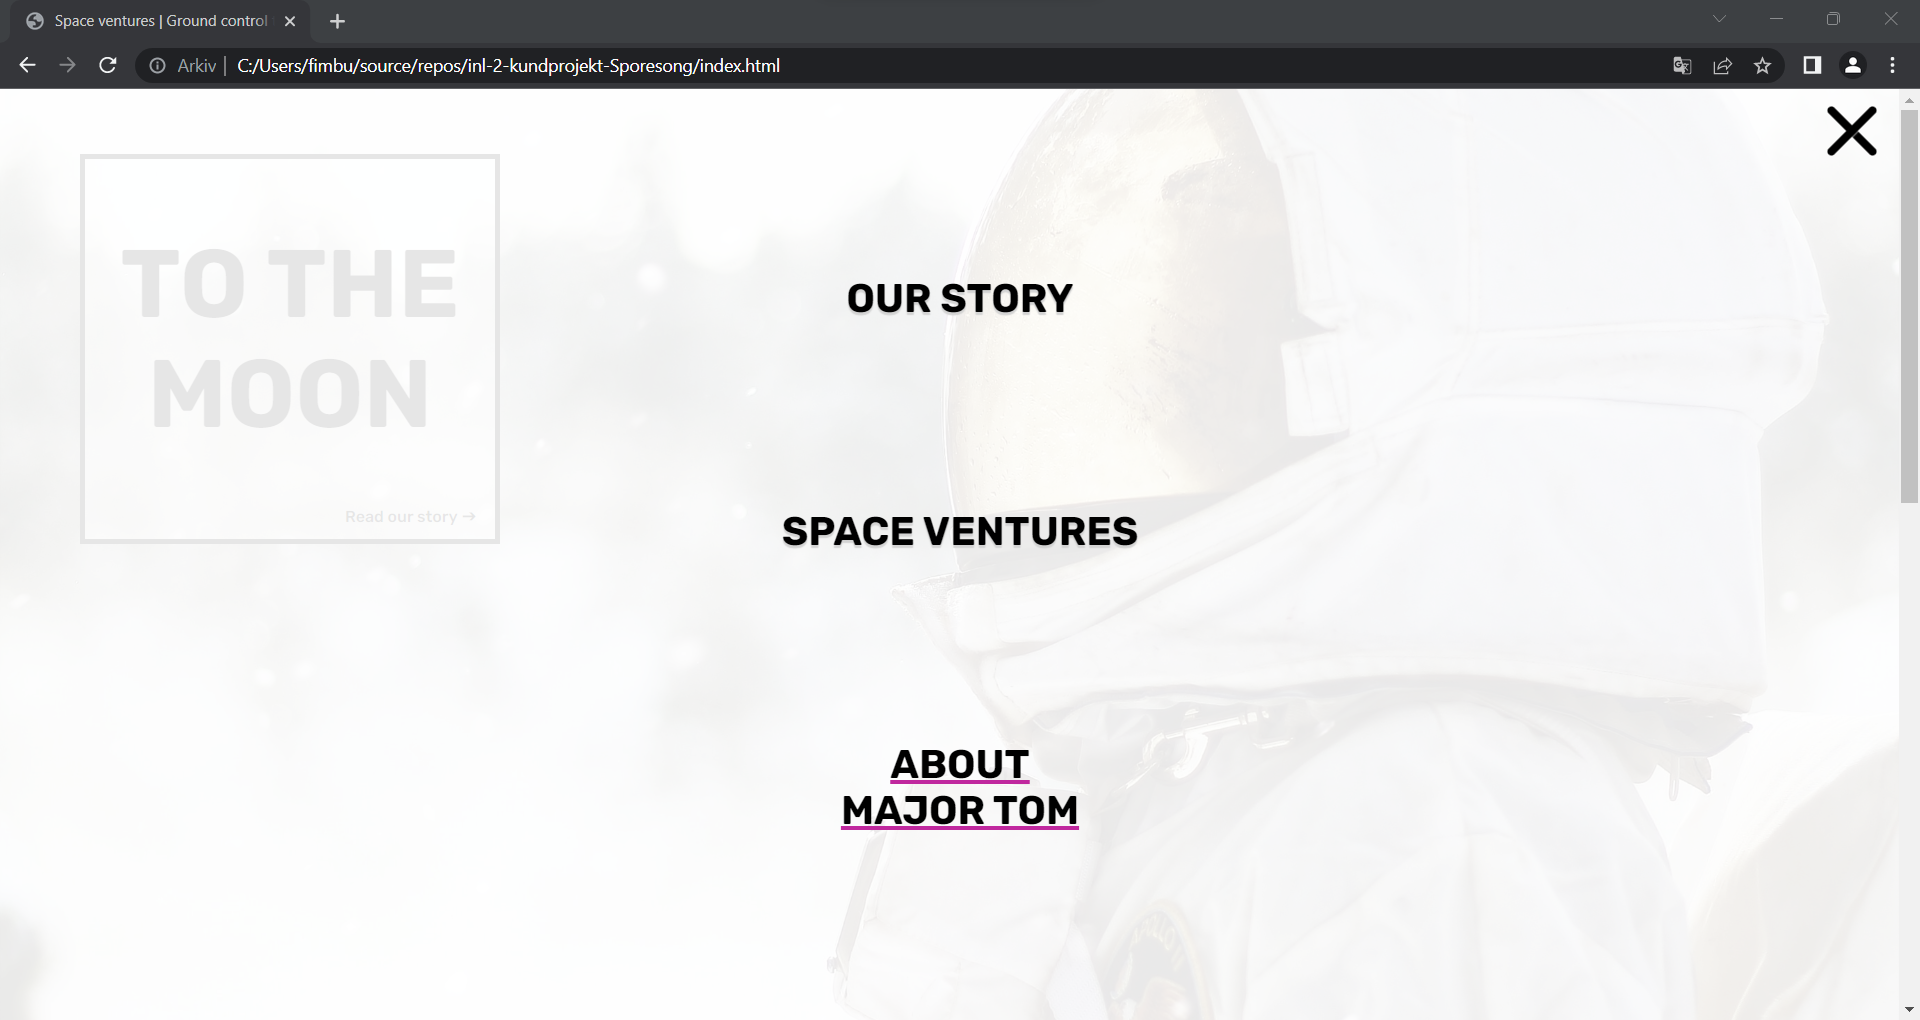 Space ventures | Ground control
Arkiv | C:/Users/fimbu/source/repos/inl-2-kundprojekt-Sporesong/index.html
TO THE
MOON
Read our story →
OUR STORY
SPACE VENTURES
ABOUT
MAJOR TOM